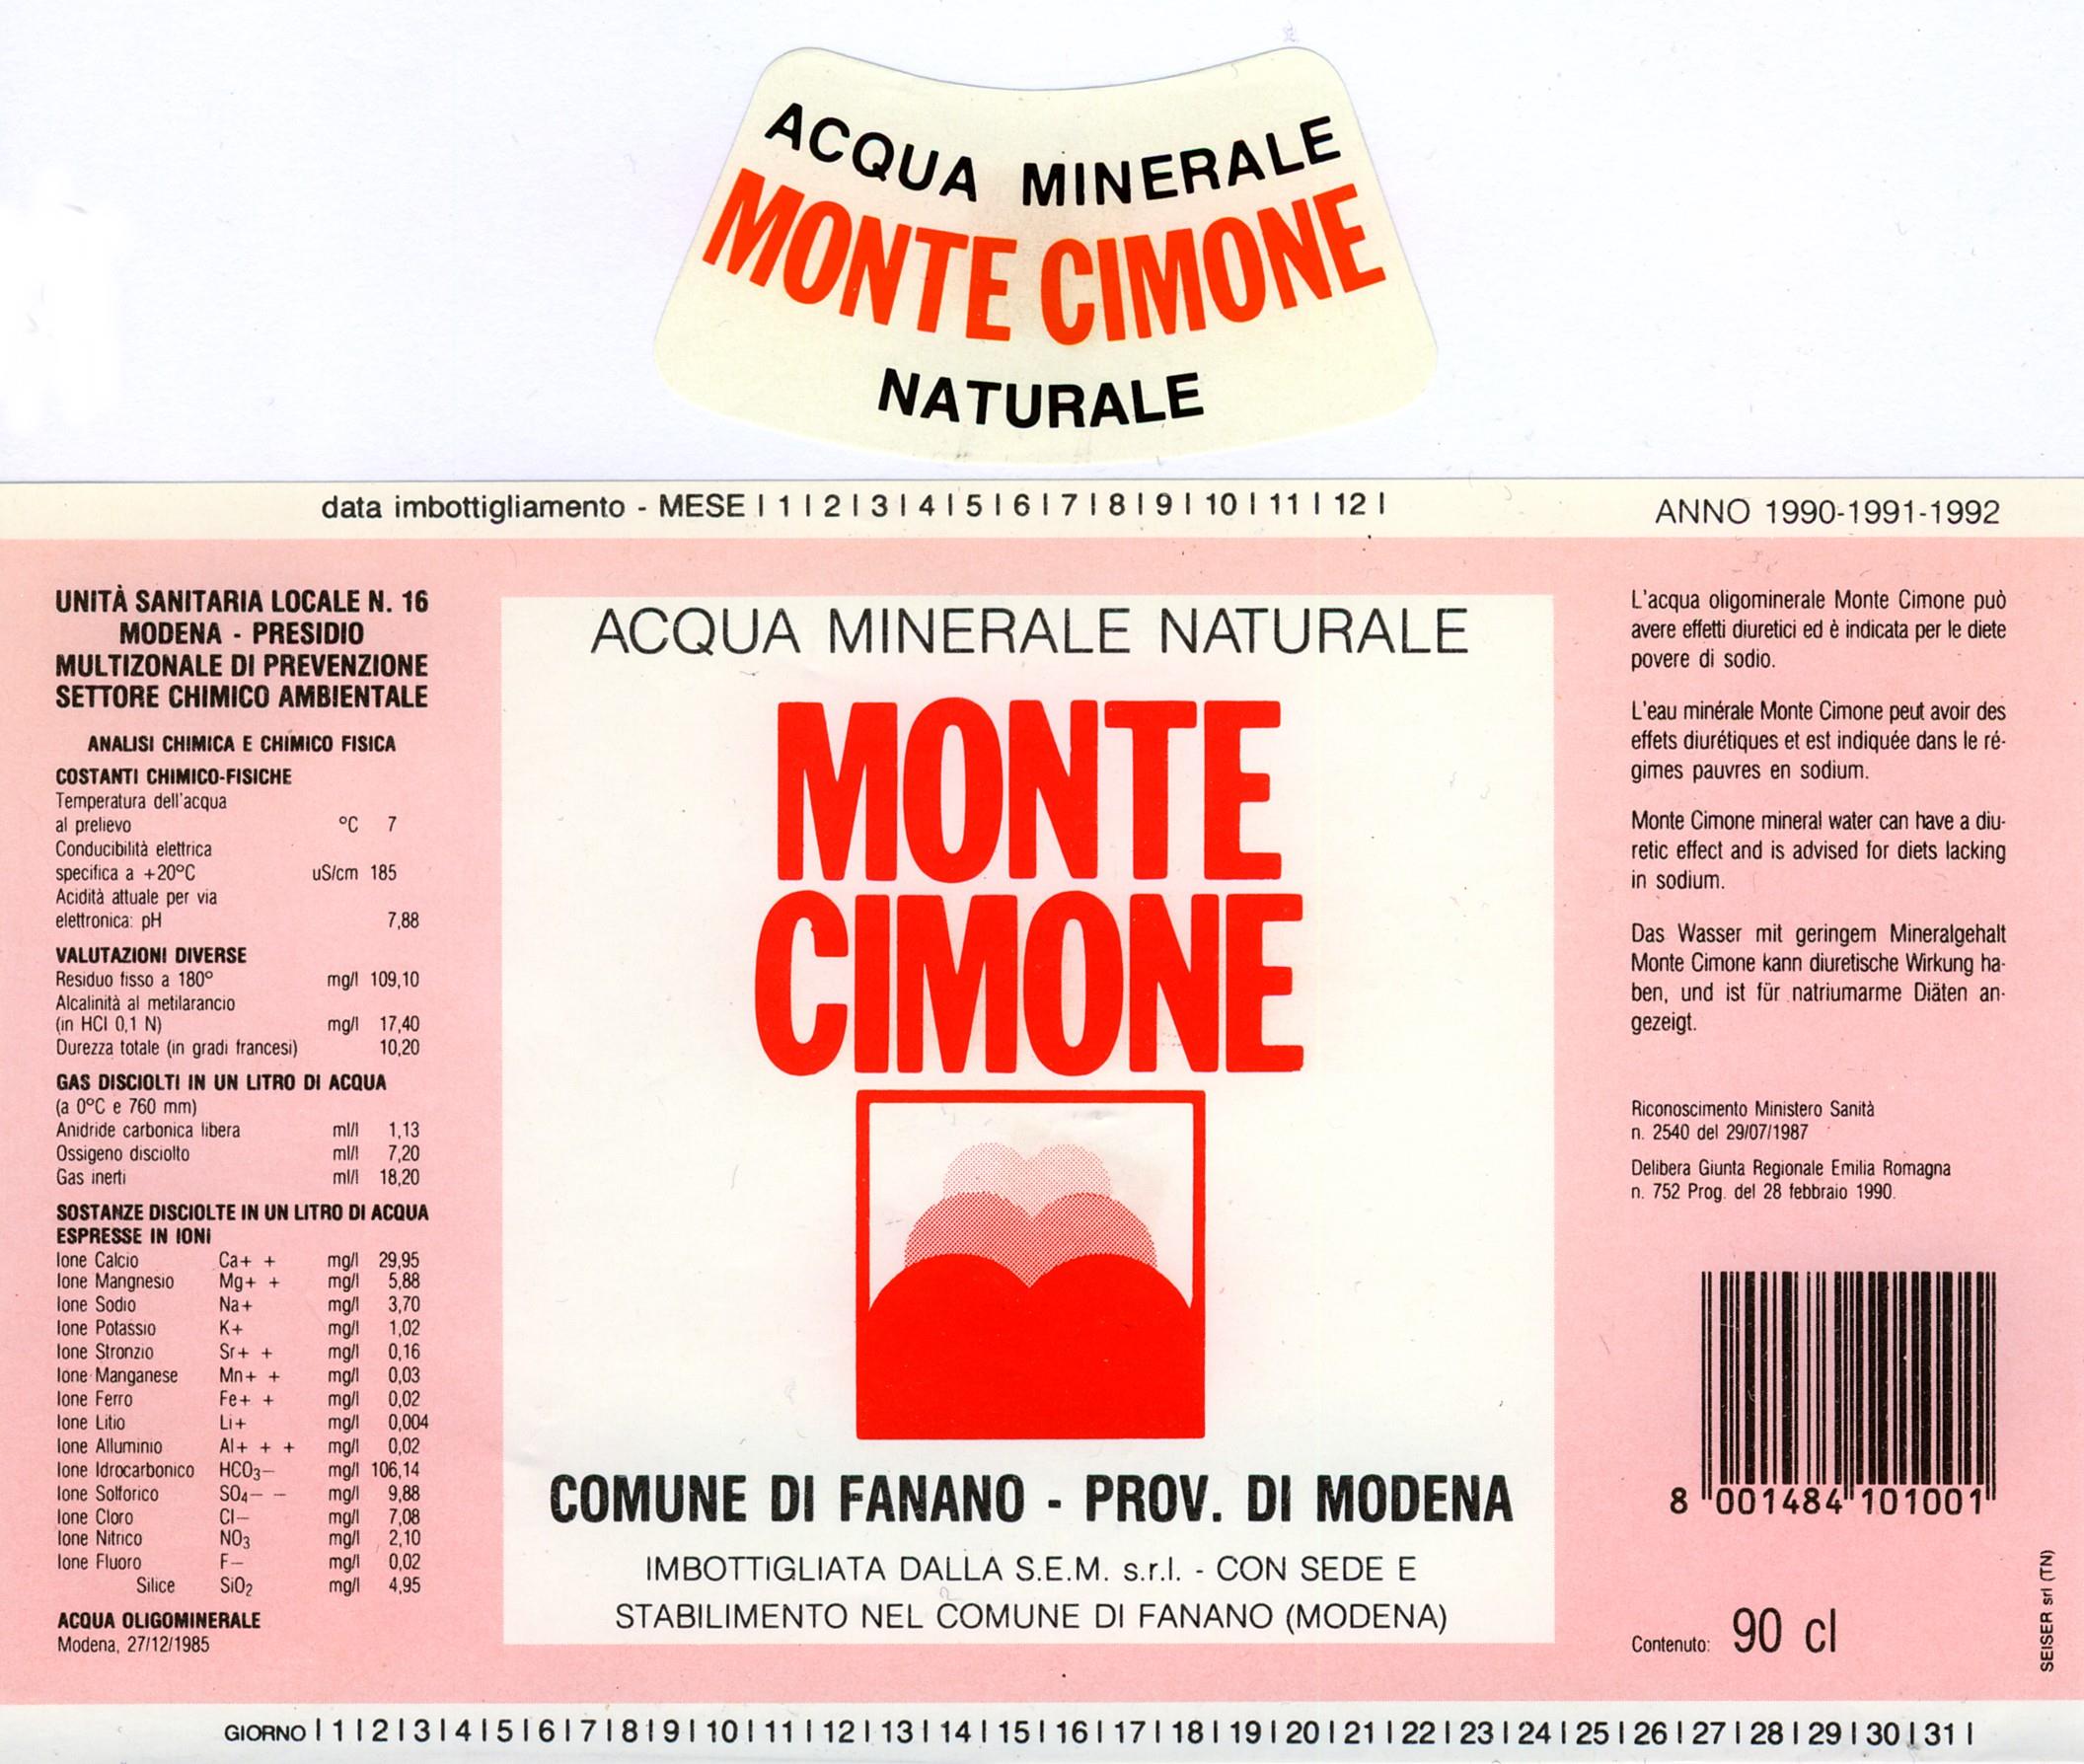 ACQUA MINERALE
MONTE CIMONE
NATURALE
data imbottigliamento - MESE | 1 | 2 | 3 | 4 | 5 | 6 | 7 | 8 | 9 | 10 | 11 | 12 |
ANNO 1990-1991-1992
UNITÀ SANITARIA LOCALE N. 16
MODENA - PRESIDIO
MULTIZONALE DI PREVENZIONE
SETTORE CHIMICO AMBIENTALE
ANALISI CHIMICA E CHIMICO FISICA
COSTANTI CHIMICO-FISICHE
Temperatura dell'acqua
al prelievo °C 7
Conducibilità elettrica
specifica a +20°C uS/cm 185
Acidità attuale per via
elettronica: pH 7,88
VALUTAZIONI DIVERSE
Residuo fisso a 180° mg/l 109,10
Alcalinità al metilarancio
(in HCl 0,1 N) mg/l 17,40
Durezza totale (in gradi francesi) 10,20
GAS DISCIOLTI IN UN LITRO DI ACQUA
(a 0°C e 760 mm)
Anidride carbonica libera ml/l 1,13
Ossigeno disciolto ml/l 7,20
Gas inerti ml/l 18,20
SOSTANZE DISCIOLTE IN UN LITRO DI ACQUA
ESPRESSE IN IONI
Ione Calcio Ca+ + mg/l 29,95
Ione Mangnesio Mg+ + mg/l 5,88
Ione Sodio Na+ mg/l 3,70
Ione Potassio K+ mg/l 1,02
Ione Stronzio Sr+ + mg/l 0,16
Ione Manganese Mn+ + mg/l 0,03
Ione Ferro Fe+ + mg/l 0,02
Ione Litio Li+ mg/l 0,004
Ione Alluminio Al+ + + mg/l 0,02
Ione Idrocarbonico HCO3– mg/l 106,14
Ione Solforico SO4– – mg/l 9,88
Ione Cloro Cl– mg/l 7,08
Ione Nitrico NO3 mg/l 2,10
Ione Fluoro F– mg/l 0,02
Silice SiO2 mg/l 4,95
ACQUA OLIGOMINERALE
Modena, 27/12/1985
ACQUA MINERALE NATURALE
MONTE
CIMONE
COMUNE DI FANANO - PROV. DI MODENA
IMBOTTIGLIATA DALLA S.E.M. s.r.l. - CON SEDE E
STABILIMENTO NEL COMUNE DI FANANO (MODENA)
L'acqua oligominerale Monte Cimone può
avere effetti diuretici ed è indicata per le diete
povere di sodio.
L'eau minérale Monte Cimone peut avoir des
effets diurétiques et est indiquée dans le ré-
gimes pauvres en sodium.
Monte Cimone mineral water can have a diu-
retic effect and is advised for diets lacking
in sodium.
Das Wasser mit geringem Mineralgehalt
Monte Cimone kann diuretische Wirkung ha-
ben, und ist für natriumarme Diäten an-
gezeigt.
Riconoscimento Ministero Sanità
n. 2540 del 29/07/1987
Delibera Giunta Regionale Emilia Romagna
n. 752 Prog. del 28 febbraio 1990.
8 001484 101001
Contenuto: 90 cl
SEISER srl (TN)
GIORNO | 1 | 2 | 3 | 4 | 5 | 6 | 7 | 8 | 9 | 10 | 11 | 12 | 13 | 14 | 15 | 16 | 17 | 18 | 19 | 20 | 21 | 22 | 23 | 24 | 25 | 26 | 27 | 28 | 29 | 30 | 31 |